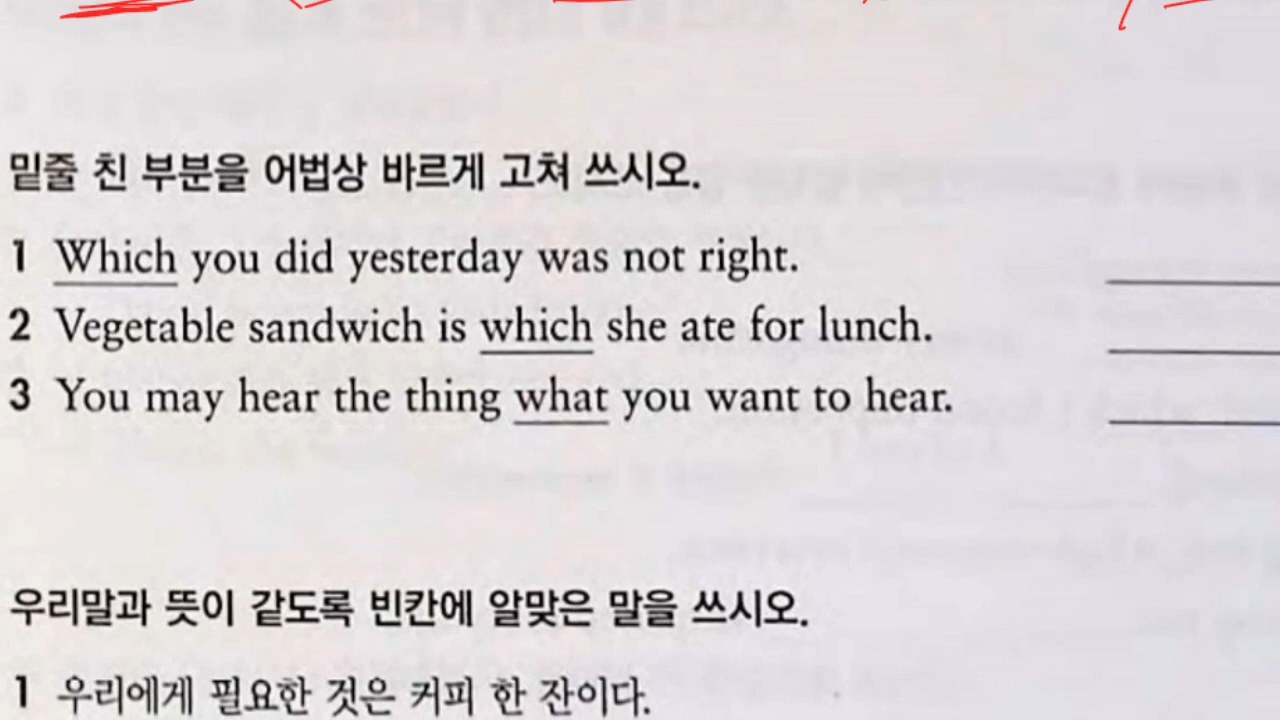 밑줄 친 부분을 어법상 바르게 고쳐 쓰시오.
1 Which you did yesterday was not right.
2 Vegetable sandwich is which she ate for lunch.
3 You may hear the thing what you want to hear.
우리말과 뜻이 같도록 빈칸에 알맞은 말을 쓰시오.
1 우리에게 필요한 것은 커피 한 잔이다.